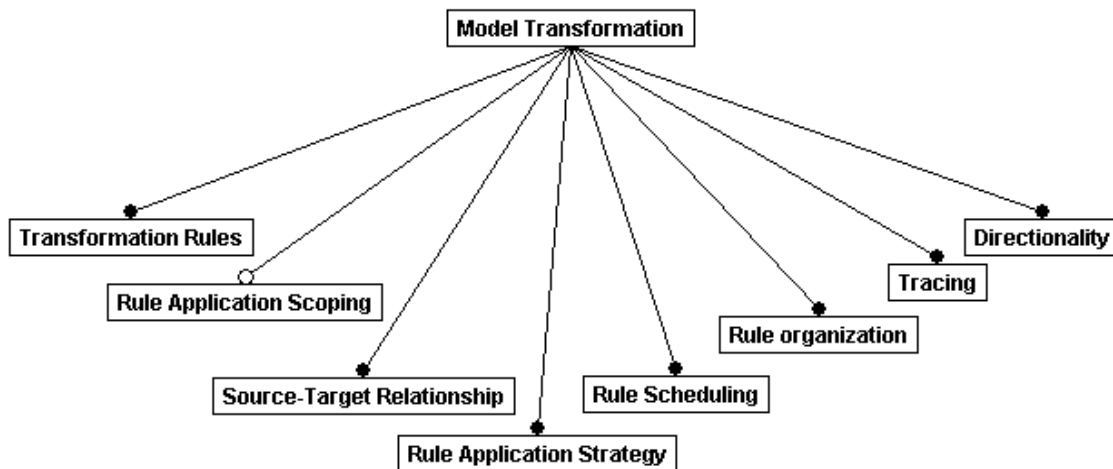 Model Transformation
Transformation Rules
Directionality
Tracing
Rule Application Scoping
Rule organization
Source-Target Relationship
Rule Scheduling
Rule Application Strategy